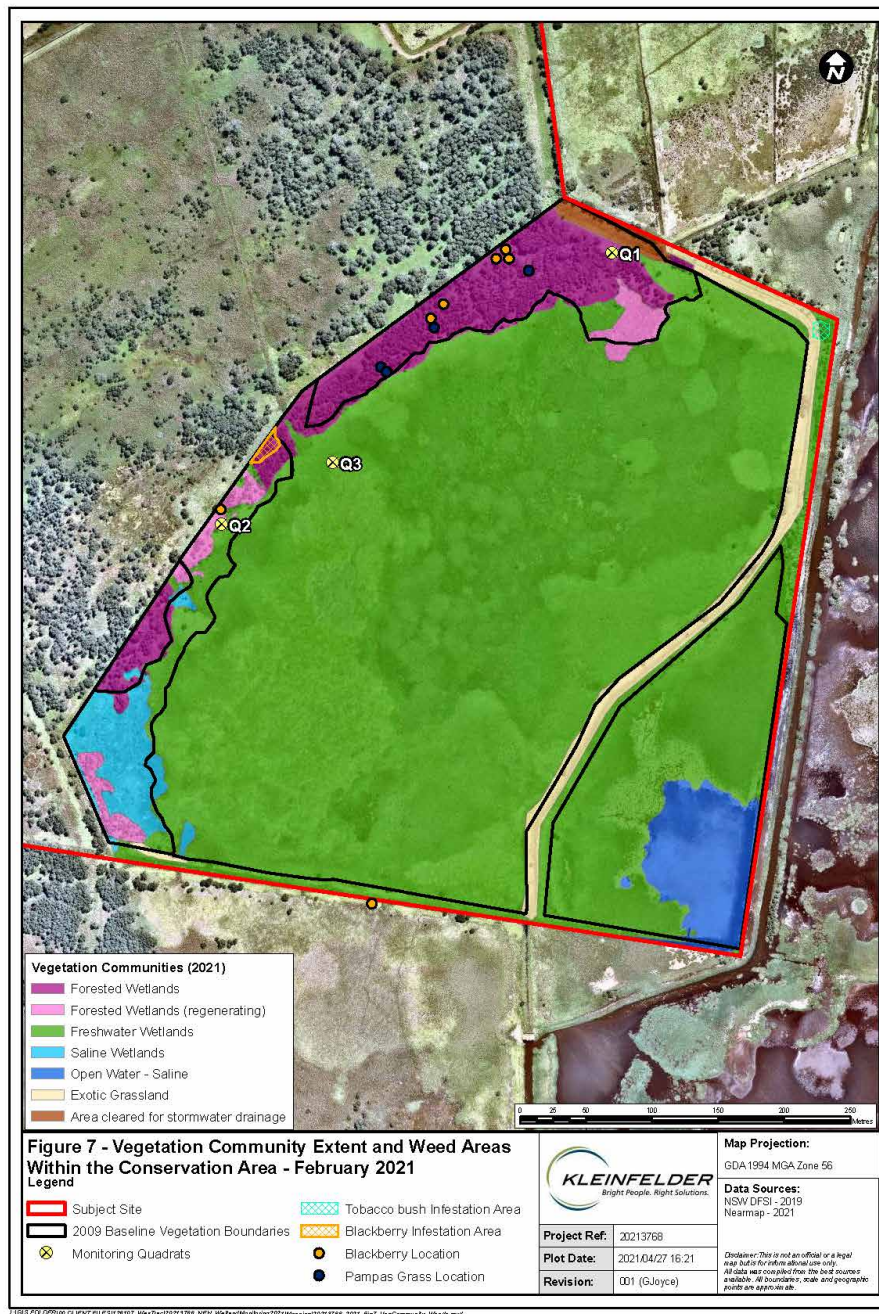 N
Q1
Q3
Q2
Vegetation Communities (2021)
Forested Wetlands
Forested Wetlands (regenerating)
Freshwater Wetlands
Saline Wetlands
Open Water - Saline
Exotic Grassland
Area cleared for stormwater drainage
0 25 50 100 150 200 250
Metres
Figure 7 - Vegetation Community Extent and Weed Areas
Within the Conservation Area - February 2021
Legend
Subject Site
2009 Baseline Vegetation Boundaries
Monitoring Quadrats
Tobacco bush Infestation Area
Blackberry Infestation Area
Blackberry Location
Pampas Grass Location
KLEINFELDER
Bright People. Right Solutions.
Project Ref: 20213768
Plot Date: 2021/04/27 16:21
Revision: 001 (GJoyce)
Map Projection:
GDA 1994 MGA Zone 56
Data Sources:
NSW DFSI - 2019
Nearmap - 2021
Disclaimer: This is not an official or a legal
map but is for informational use only.
All data was compiled from the best sources
available. All boundaries, scale and geographic
points are approximate.